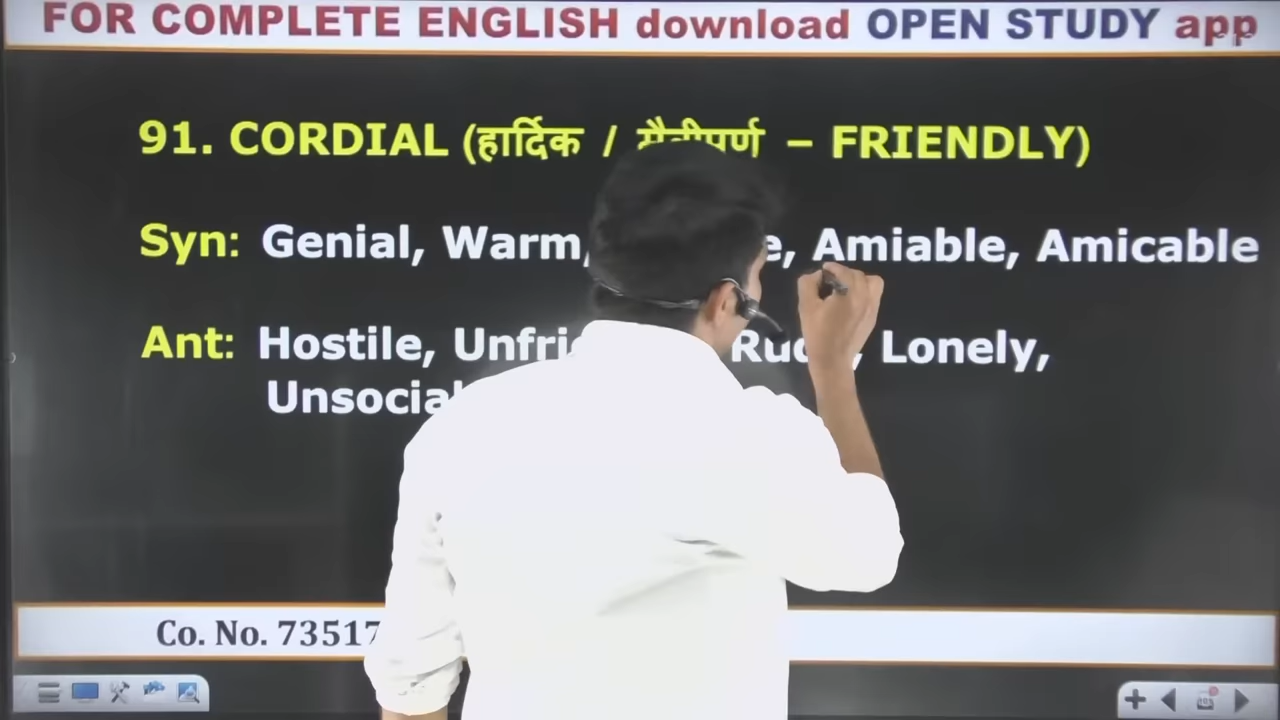 FOR COMPLETE ENGLISH download OPEN STUDY app
91. CORDIAL (हार्दिक / मैत्रीपूर्ण – FRIENDLY)
Syn: Genial, Warm, Amiable, Amicable
Ant: Hostile, Lonely,
Co. No.